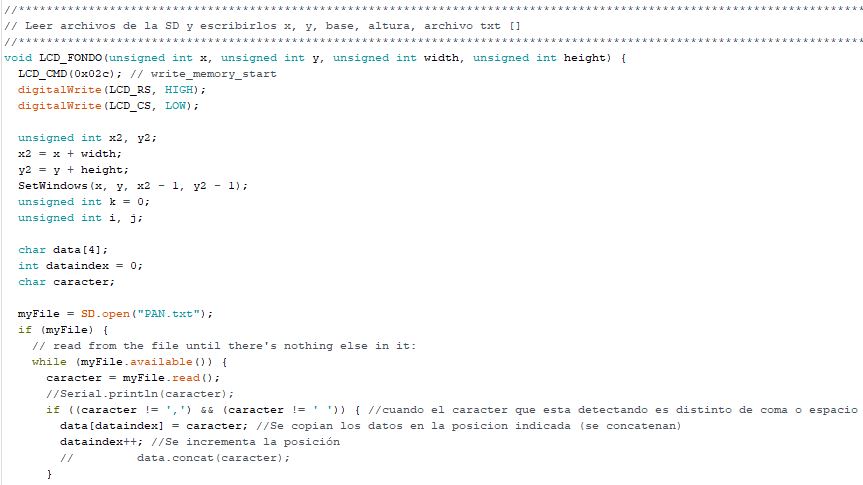 //*************************************************************************************************************************
// Leer archivos de la SD y escribirlos x, y, base, altura, archivo txt []
//*************************************************************************************************************************
void LCD_FONDO(unsigned int x, unsigned int y, unsigned int width, unsigned int height) {
  LCD_CMD(0x02c); // write_memory_start
  digitalWrite(LCD_RS, HIGH);
  digitalWrite(LCD_CS, LOW);

  unsigned int x2, y2;
  x2 = x + width;
  y2 = y + height;
  SetWindows(x, y, x2 - 1, y2 - 1);
  unsigned int k = 0;
  unsigned int i, j;

  char data[4];
  int dataindex = 0;
  char caracter;

  myFile = SD.open("PAN.txt");
  if (myFile) {
    // read from the file until there's nothing else in it:
    while (myFile.available()) {
      caracter = myFile.read();
      //Serial.println(caracter);
      if ((caracter != ',') && (caracter != ' ')) { //cuando el caracter que esta detectando es distinto de coma o espacio
        data[dataindex] = caracter; //Se copian los datos en la posicion indicada (se concatenan)
        dataindex++; //Se incrementa la posición
        //         data.concat(caracter);
      }